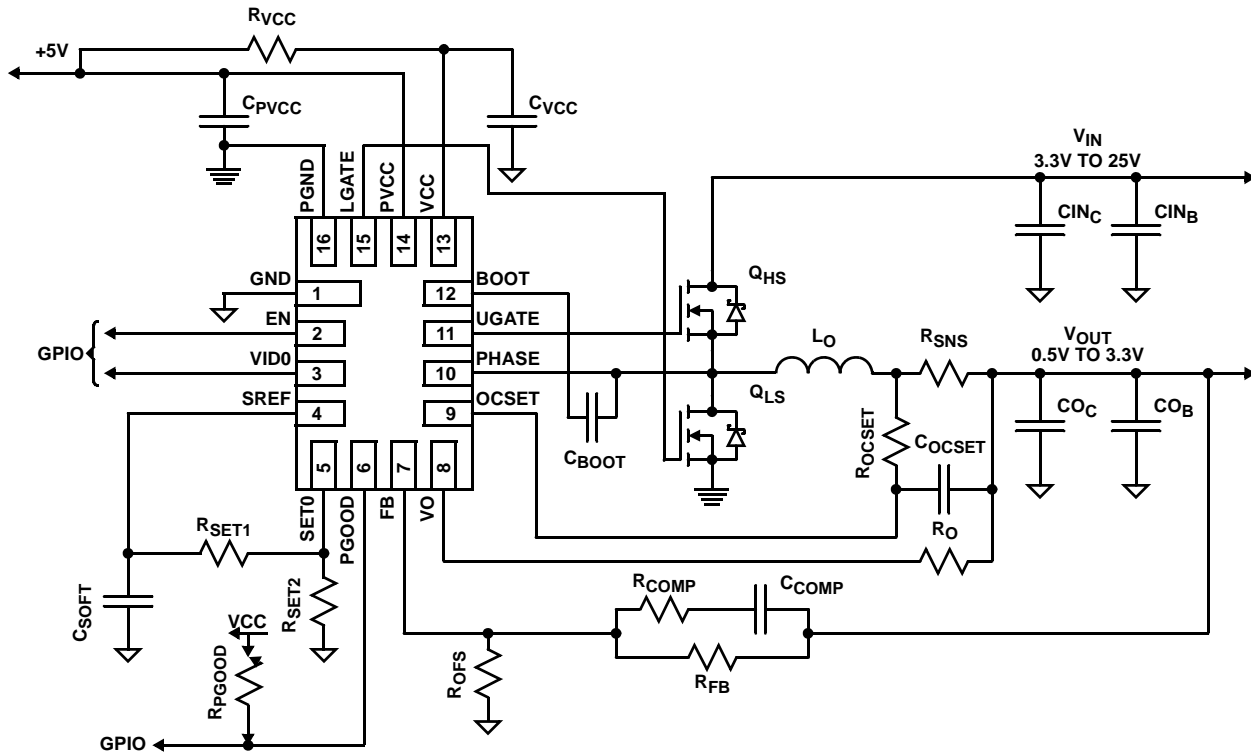 RVCC
+5V
CPVCC
CVCC
VIN
3.3V TO 25V
PGND
LGATE
PVCC
VCC
CINC
CINB
16
15
14
13
GND
1
12
BOOT
QHS
EN
2
11
UGATE
GPIO
VID0
3
10
PHASE
LO
RSNS
VOUT
0.5V TO 3.3V
SREF
4
9
OCSET
QLS
COC
COB
CBOOT
ROCSET
COCSET
5
6
7
8
SET0
PGOOD
FB
VO
RO
RSET1
CSOFT
RSET2
RCOMP
CCOMP
VCC
RPGOOD
ROFS
RFB
GPIO